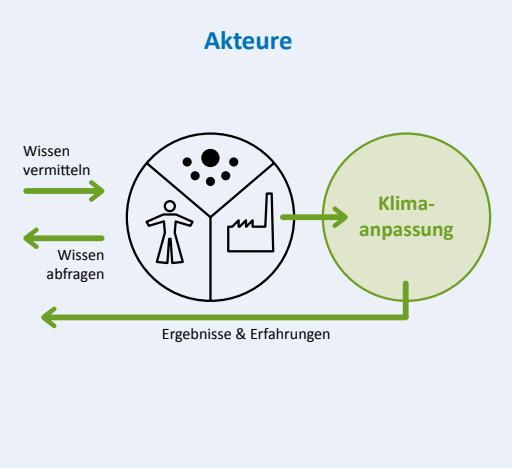 Akteure
Wissen
vermitteln
Wissen
abfragen
Klima-
anpassung
Ergebnisse & Erfahrungen